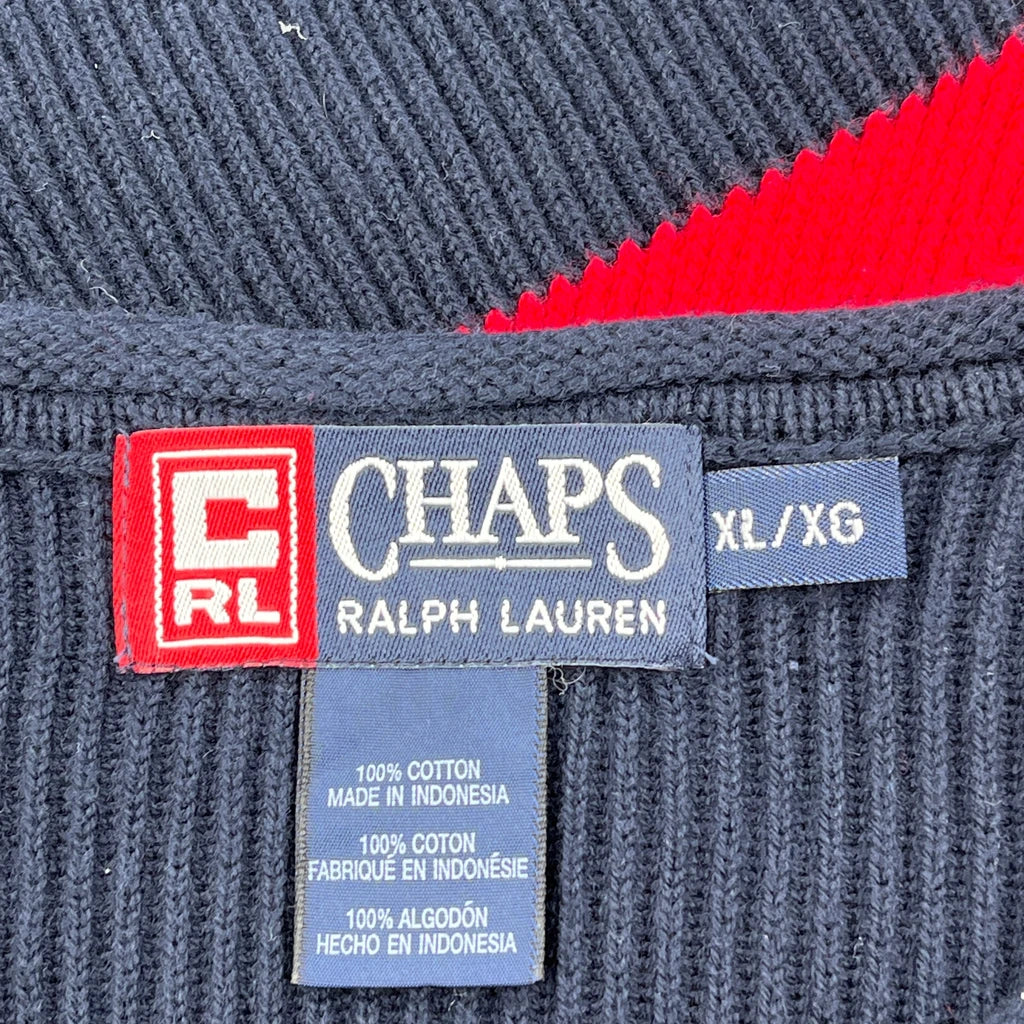 C
RL
CHAPS
RALPH LAUREN
XL/XG
100% COTTON
MADE IN INDONESIA
100% COTON
FABRIQUÉ EN INDONÉSIE
100% ALGODÓN
HECHO EN INDONESIA